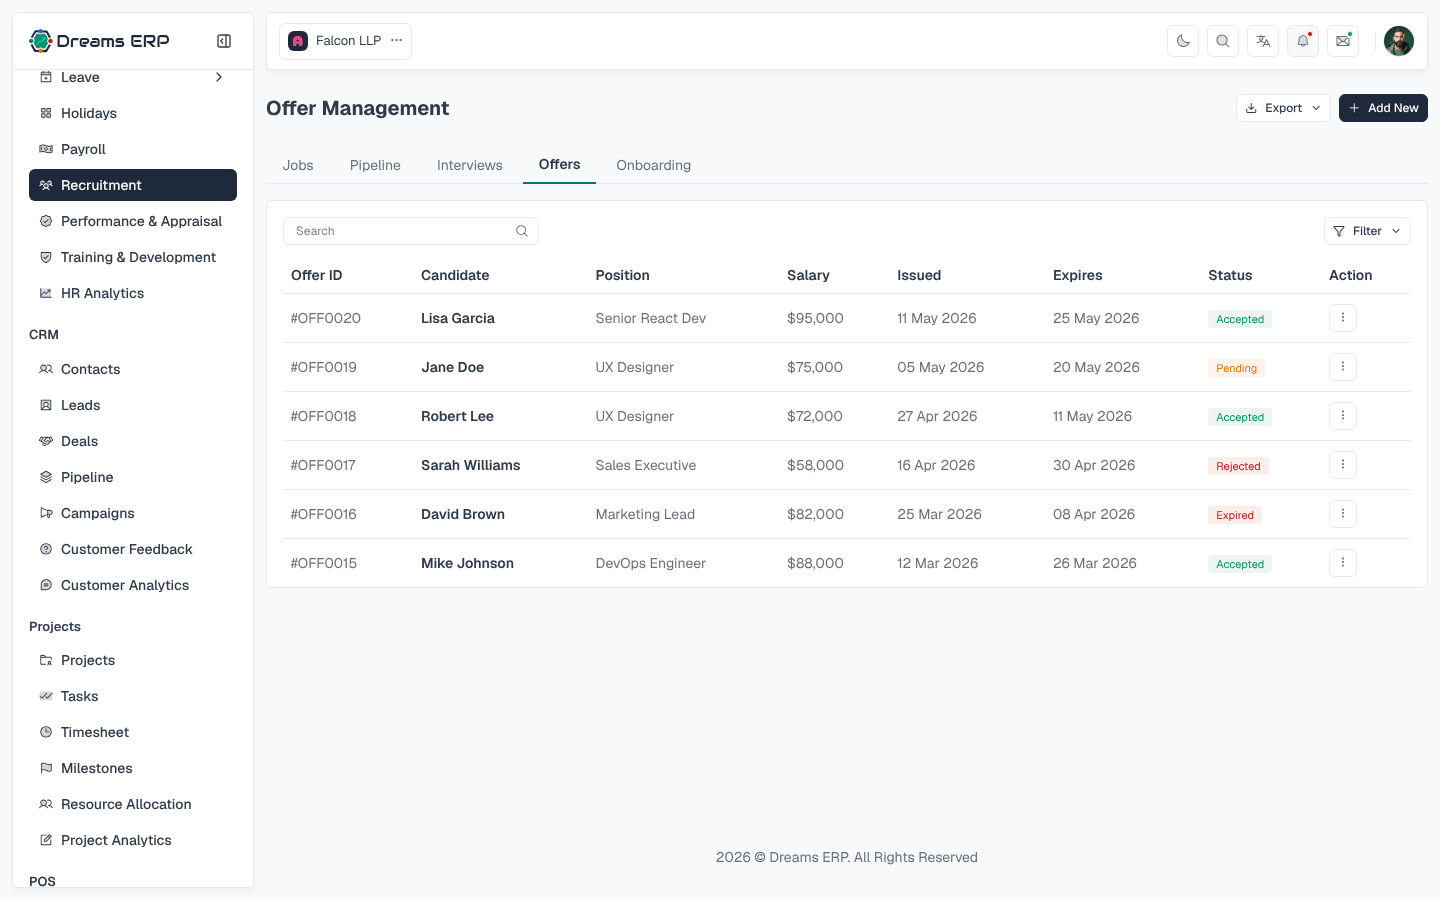 Dreams ERP
Leave
Holidays
Payroll
Recruitment
Performance & Appraisal
Training & Development
HR Analytics
CRM
Contacts
Leads
Deals
Pipeline
Campaigns
Customer Feedback
Customer Analytics
Projects
Projects
Tasks
Timesheet
Milestones
Resource Allocation
Project Analytics
POS
Falcon LLP
Offer Management
Export
Add New
Jobs Pipeline Interviews Offers Onboarding
Search
Filter
Offer ID Candidate Position Salary Issued Expires Status Action
#OFF0020 Lisa Garcia Senior React Dev $95,000 11 May 2026 25 May 2026 Accepted
#OFF0019 Jane Doe UX Designer $75,000 05 May 2026 20 May 2026 Pending
#OFF0018 Robert Lee UX Designer $72,000 27 Apr 2026 11 May 2026 Accepted
#OFF0017 Sarah Williams Sales Executive $58,000 16 Apr 2026 30 Apr 2026 Rejected
#OFF0016 David Brown Marketing Lead $82,000 25 Mar 2026 08 Apr 2026 Expired
#OFF0015 Mike Johnson DevOps Engineer $88,000 12 Mar 2026 26 Mar 2026 Accepted
2026 © Dreams ERP. All Rights Reserved